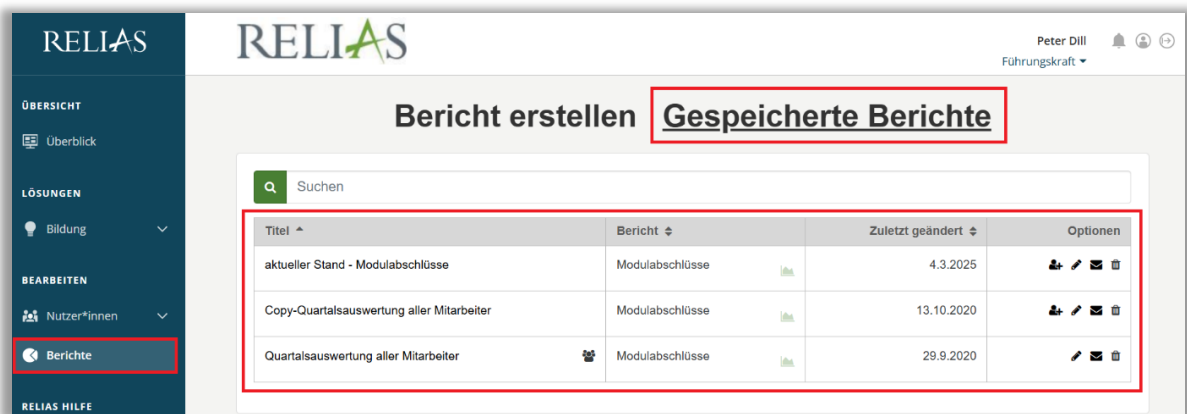 RELIAS
RELIAS
Peter Dill
Führungskraft
ÜBERSICHT
Überblick
LÖSUNGEN
Bildung
BEARBEITEN
Nutzer*innen
Berichte
RELIAS HILFE
Bericht erstellen Gespeicherte Berichte
Suchen
Titel Bericht Zuletzt geändert Optionen
aktueller Stand - Modulabschlüsse Modulabschlüsse 4.3.2025
Copy-Quartalsauswertung aller Mitarbeiter Modulabschlüsse 13.10.2020
Quartalsauswertung aller Mitarbeiter Modulabschlüsse 29.9.2020